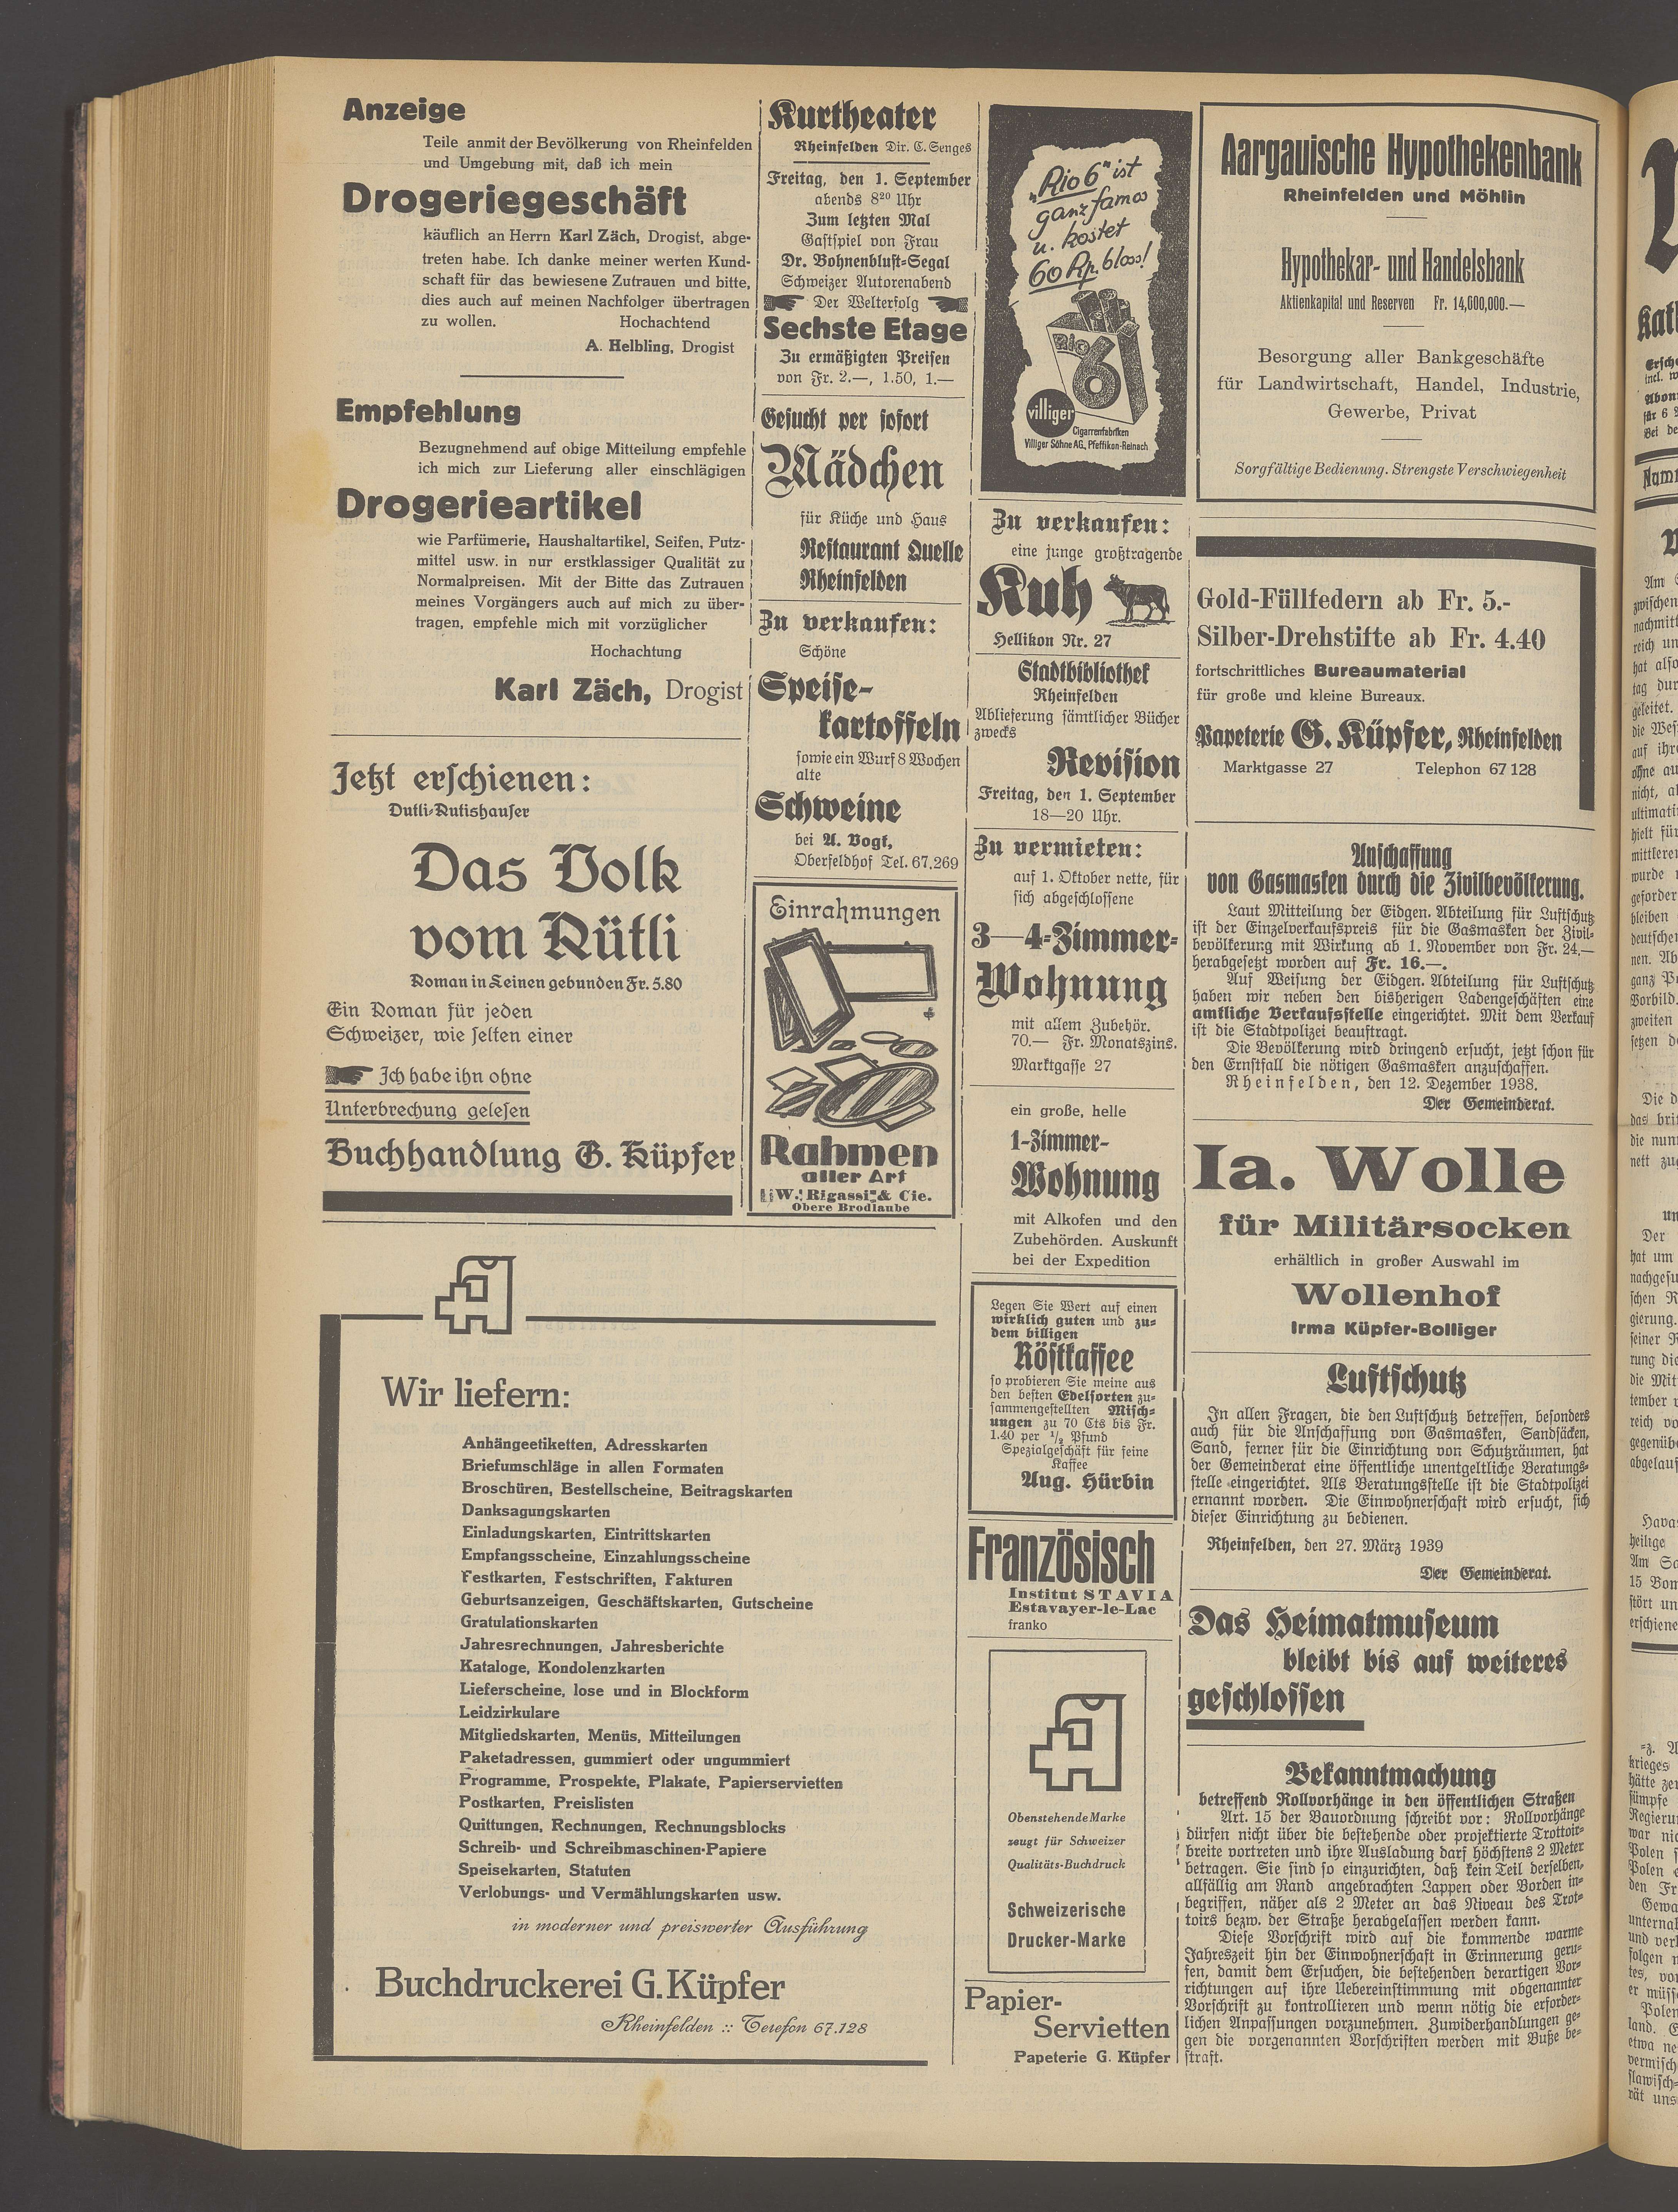 Anzeige
Teile anmit der Bevölkerung von Rheinfelden
und Umgebung mit, daß ich mein
Drogeriegeschäft
käuflich an Herrn Karl Zäch, Drogist, abge-
treten habe. Ich danke meiner werten Kund-
schaft für das bewiesene Zutrauen und bitte,
dies auch auf meinen Nachfolger übertragen
zu wollen. Hochachtend
A. Helbling, Drogist
Empfehlung
Bezugnehmend auf obige Mitteilung empfehle
ich mich zur Lieferung aller einschlägigen
Drogerieartikel
wie Parfümerie, Haushaltartikel, Seifen, Putz-
mittel usw. in nur erstklassiger Qualität zu
Normalpreisen. Mit der Bitte das Zutrauen
meines Vorgängers auch auf mich zu über-
tragen, empfehle mich mit vorzüglicher
Hochachtung
Karl Zäch, Drogist
Jetzt erschienen:
Dutli-Rutishauser
Das Volk
vom Rütli
Roman in Leinen gebunden Fr. 5.80
Ein Roman für jeden
Schweizer, wie selten einer
Ich habe ihn ohne
Unterbrechung gelesen
Buchhandlung G. Küpfer
Kurtheater
Rheinfelden Dir. C. Senges
Freitag, den 1. September
abends 8²⁰ Uhr
Zum letzten Mal
Gastspiel von Frau
Dr. Bohnenblust-Segal
Schweizer Autorenabend
Der Welterfolg
Sechste Etage
Zu ermäßigten Preisen
von Fr. 2.—, 1.50, 1.—
Gesucht per sofort
Mädchen
für Küche und Haus
Restaurant Quelle
Rheinfelden
Zu verkaufen:
Schöne
Speise-
kartoffeln
sowie ein Wurf 8 Wochen
alte
Schweine
bei A. Vogt,
Oberfeldhof Tel. 67.269
Einrahmungen
Rahmen
aller Art
W. Rigassi & Cie.
Obere Brodlaube
Wir liefern:
Anhängeetiketten, Adresskarten
Briefumschläge in allen Formaten
Broschüren, Bestellscheine, Beitragskarten
Danksagungskarten
Einladungskarten, Eintrittskarten
Empfangsscheine, Einzahlungsscheine
Festkarten, Festschriften, Fakturen
Geburtsanzeigen, Geschäftskarten, Gutscheine
Gratulationskarten
Jahresrechnungen, Jahresberichte
Kataloge, Kondolenzkarten
Lieferscheine, lose und in Blockform
Leidzirkulare
Mitgliedskarten, Menüs, Mitteilungen
Paketadressen, gummiert oder ungummiert
Programme, Prospekte, Plakate, Papierservietten
Postkarten, Preislisten
Quittungen, Rechnungen, Rechnungsblocks
Schreib- und Schreibmaschinen-Papiere
Speisekarten, Statuten
Verlobungs- und Vermählungskarten usw.
in moderner und preiswerter Ausführung
Buchdruckerei G. Küpfer
Rheinfelden :: Telefon 67.128
„Rio 6" ist
ganz famos
u. kostet
60 Rp. bloss!
Rio 6
villiger
Cigarrenfabriken
Villiger Söhne AG., Pfeffikon-Reinach
Zu verkaufen:
eine junge großtragende
Kuh
Hellikon Nr. 27
Stadtbibliothek
Rheinfelden
Ablieferung sämtlicher Bücher
zwecks
Revision
Freitag, den 1. September
18—20 Uhr.
Zu vermieten:
auf 1. Oktober nette, für
sich abgeschlossene
3—4-Zimmer-
Wohnung
mit allem Zubehör.
70.— Fr. Monatszins.
Marktgasse 27
ein große, helle
1-Zimmer-
Wohnung
mit Alkofen und den
Zubehörden. Auskunft
bei der Expedition
Legen Sie Wert auf einen
wirklich guten und zu-
dem billigen
Röstkaffee
so probieren Sie meine aus
den besten Edelsorten zu-
sammengestellten Misch-
ungen zu 70 Cts bis Fr.
1.40 per ½ Pfund
Spezialgeschäft für feine
Kaffee
Aug. Hürbin
Französisch
Institut STAVIA
Estavayer-le-Lac
franko
Obenstehende Marke
zeugt für Schweizer
Qualitäts-Buchdruck
Schweizerische
Drucker-Marke
Papier-
Servietten
Papeterie G. Küpfer
Aargauische Hypothekenbank
Rheinfelden und Möhlin
Hypothekar- und Handelsbank
Aktienkapital und Reserven Fr. 14,600,000.—
Besorgung aller Bankgeschäfte
für Landwirtschaft, Handel, Industrie,
Gewerbe, Privat
Sorgfältige Bedienung. Strengste Verschwiegenheit
Gold-Füllfedern ab Fr. 5.-
Silber-Drehstifte ab Fr. 4.40
fortschrittliches Bureaumaterial
für große und kleine Bureaux.
Papeterie G. Küpfer, Rheinfelden
Marktgasse 27 Telephon 67 128
Anschaffung
von Gasmasken durch die Zivilbevölkerung.
Laut Mitteilung der Eidgen. Abteilung für Luftschutz
ist der Einzelverkaufspreis für die Gasmasken der Zivil-
bevölkerung mit Wirkung ab 1. November von Fr. 24.—
herabgesetzt worden auf Fr. 16.—.
Auf Weisung der Eidgen. Abteilung für Luftschutz
haben wir neben den bisherigen Ladengeschäften eine
amtliche Verkaufsstelle eingerichtet. Mit dem Verkauf
ist die Stadtpolizei beauftragt.
Die Bevölkerung wird dringend ersucht, jetzt schon für
den Ernstfall die nötigen Gasmasken anzuschaffen.
Rheinfelden, den 12. Dezember 1938.
Der Gemeinderat.
Ia. Wolle
für Militärsocken
erhältlich in großer Auswahl im
Wollenhof
Irma Küpfer-Bolliger
Luftschutz
In allen Fragen, die den Luftschutz betreffen, besonders
auch für die Anschaffung von Gasmasken, Sandsäcken,
Sand, ferner für die Einrichtung von Schutzräumen, hat
der Gemeinderat eine öffentliche unentgeltliche Beratungs-
stelle eingerichtet. Als Beratungsstelle ist die Stadtpolizei
ernannt worden. Die Einwohnerschaft wird ersucht, sich
dieser Einrichtung zu bedienen.
Rheinfelden, den 27. März 1939
Der Gemeinderat.
Das Heimatmuseum
bleibt bis auf weiteres
geschlossen
Bekanntmachung
betreffend Rollvorhänge in den öffentlichen Straßen
Art. 15 der Bauordnung schreibt vor: Rollvorhänge
dürfen nicht über die bestehende oder projektierte Trottoir-
breite vortreten und ihre Ausladung darf höchstens 2 Meter
betragen. Sie sind so einzurichten, daß kein Teil derselben,
allfällig am Rand angebrachten Lappen oder Borden in-
begriffen, näher als 2 Meter an das Niveau des Trot-
toirs bezw. der Straße herabgelassen werden kann.
Diese Vorschrift wird auf die kommende warme
Jahreszeit hin der Einwohnerschaft in Erinnerung geru-
fen, damit dem Ersuchen, die bestehenden derartigen Vor-
richtungen auf ihre Uebereinstimmung mit obgenannter
Vorschrift zu kontrollieren und wenn nötig die erforder-
lichen Anpassungen vorzunehmen. Zuwiderhandlungen ge-
gen die vorgenannten Vorschriften werden mit Buße be-
straft.